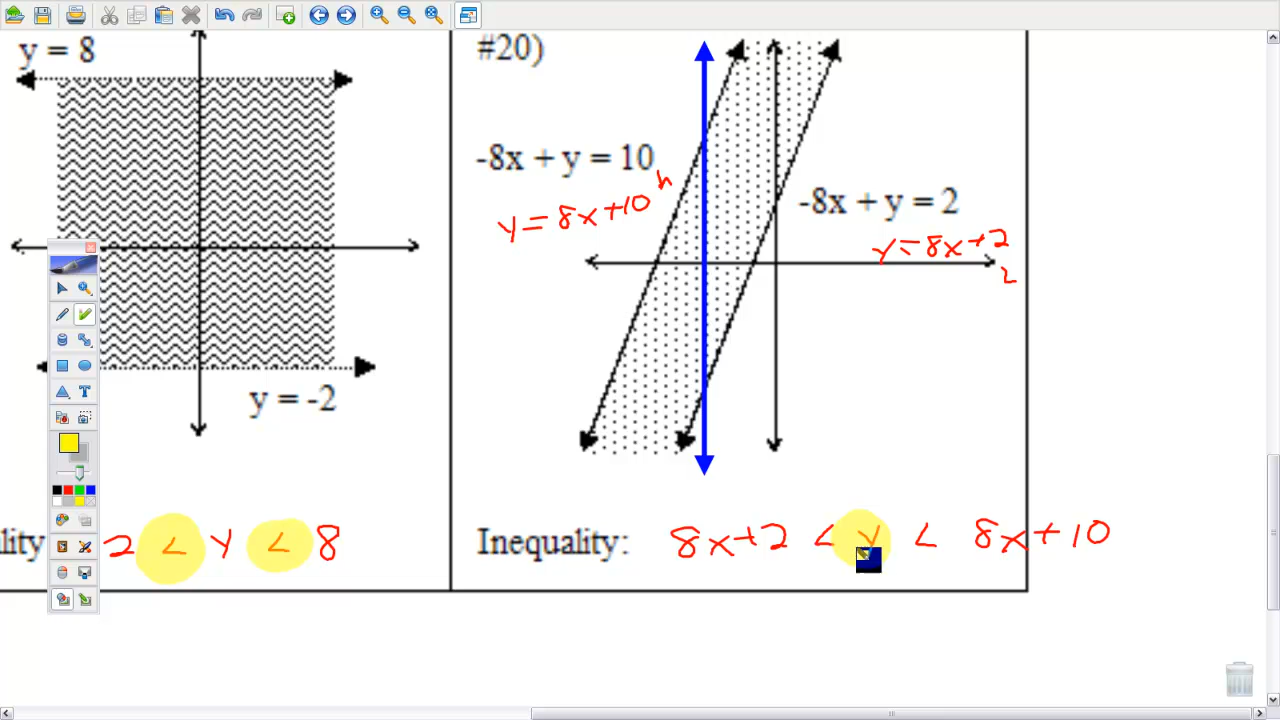 y = 8
y = -2
lity 2 < y < 8
#20)
-8x + y = 10
y = 8x+10
-8x + y = 2
y = 8x+2
2
Inequality: 8x+2 < y < 8x+10
T